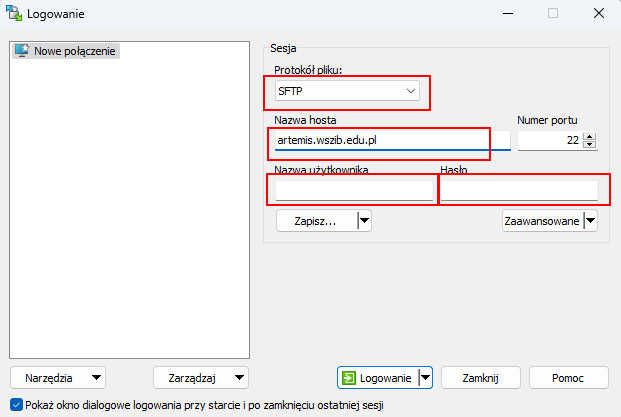 Logowanie
Nowe połączenie
Sesja
Protokół pliku:
SFTP
Nazwa hosta Numer portu
artemis.wszib.edu.pl 22
Nazwa użytkownika Hasło
Zapisz... Zaawansowane
Narzędzia Zarządzaj Logowanie Zamknij Pomoc
Pokaż okno dialogowe logowania przy starcie i po zamknięciu ostatniej sesji